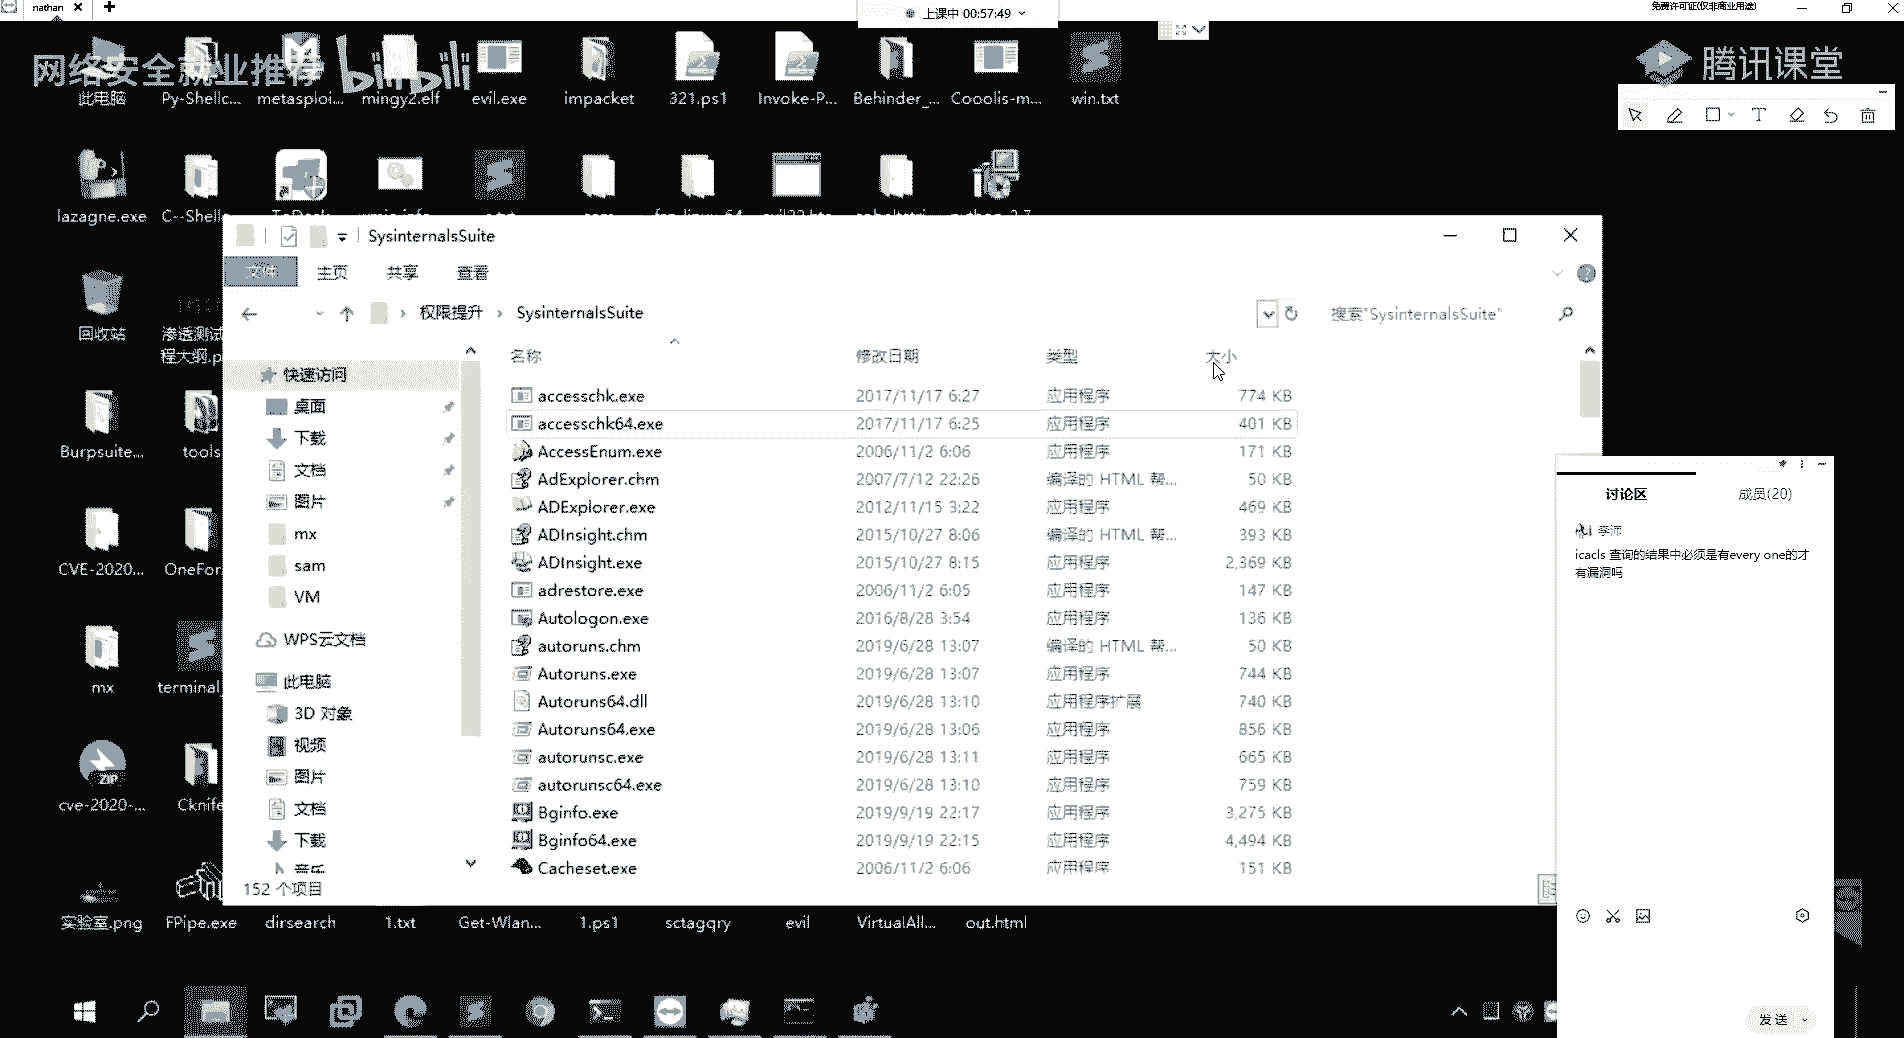 nathan
上课中 00:57:49
免费许可证(仅非商业用途)
网络安全就业推荐
bilibili
腾讯课堂
此电脑
Py-Shellc...
metasploi...
mingy2.elf
evil.exe
impacket
321.ps1
Invoke-P...
Behinder_...
Cooolis-m...
win.txt
lazagne.exe
C--Shellc
回收站
渗透测试
程大纲.p
Burpsuite...
tools
CVE-2020...
OneFor
mx
terminal
cve-2020-...
Cknife
SysinternalsSuite
文件
主页
共享
查看
权限提升
SysinternalsSuite
搜索"SysinternalsSuite"
快速访问
桌面
下载
文档
图片
mx
sam
VM
WPS云文档
此电脑
3D 对象
视频
图片
文档
下载
音乐
名称 修改日期 类型 大小
accesschk.exe 2017/11/17 6:27 应用程序 774 KB
accesschk64.exe 2017/11/17 6:25 应用程序 401 KB
AccessEnum.exe 2006/11/2 6:06 应用程序 171 KB
AdExplorer.chm 2007/7/12 22:26 编译的 HTML 帮... 50 KB
ADExplorer.exe 2012/11/15 3:22 应用程序 469 KB
ADInsight.chm 2015/10/27 8:06 编译的 HTML 帮... 393 KB
ADInsight.exe 2015/10/27 8:15 应用程序 2,369 KB
adrestore.exe 2006/11/2 6:05 应用程序 147 KB
Autologon.exe 2016/8/28 3:54 应用程序 136 KB
autoruns.chm 2019/6/28 13:07 编译的 HTML 帮... 50 KB
Autoruns.exe 2019/6/28 13:07 应用程序 744 KB
Autoruns64.dll 2019/6/28 13:10 应用程序扩展 740 KB
Autoruns64.exe 2019/6/28 13:06 应用程序 856 KB
autorunsc.exe 2019/6/28 13:11 应用程序 665 KB
autorunsc64.exe 2019/6/28 13:10 应用程序 759 KB
Bginfo.exe 2019/9/19 22:17 应用程序 3,275 KB
Bginfo64.exe 2019/9/19 22:15 应用程序 4,494 KB
Cacheset.exe 2006/11/2 6:06 应用程序 151 KB
152 个项目
讨论区
成员(20)
icacls 查询的结果中必须是有every one的才
有漏洞吗
发送
实验室.png
FPipe.exe
dirsearch
1.txt
Get-Wlan...
1.ps1
sctagqry
evil
VirtualAll...
out.html